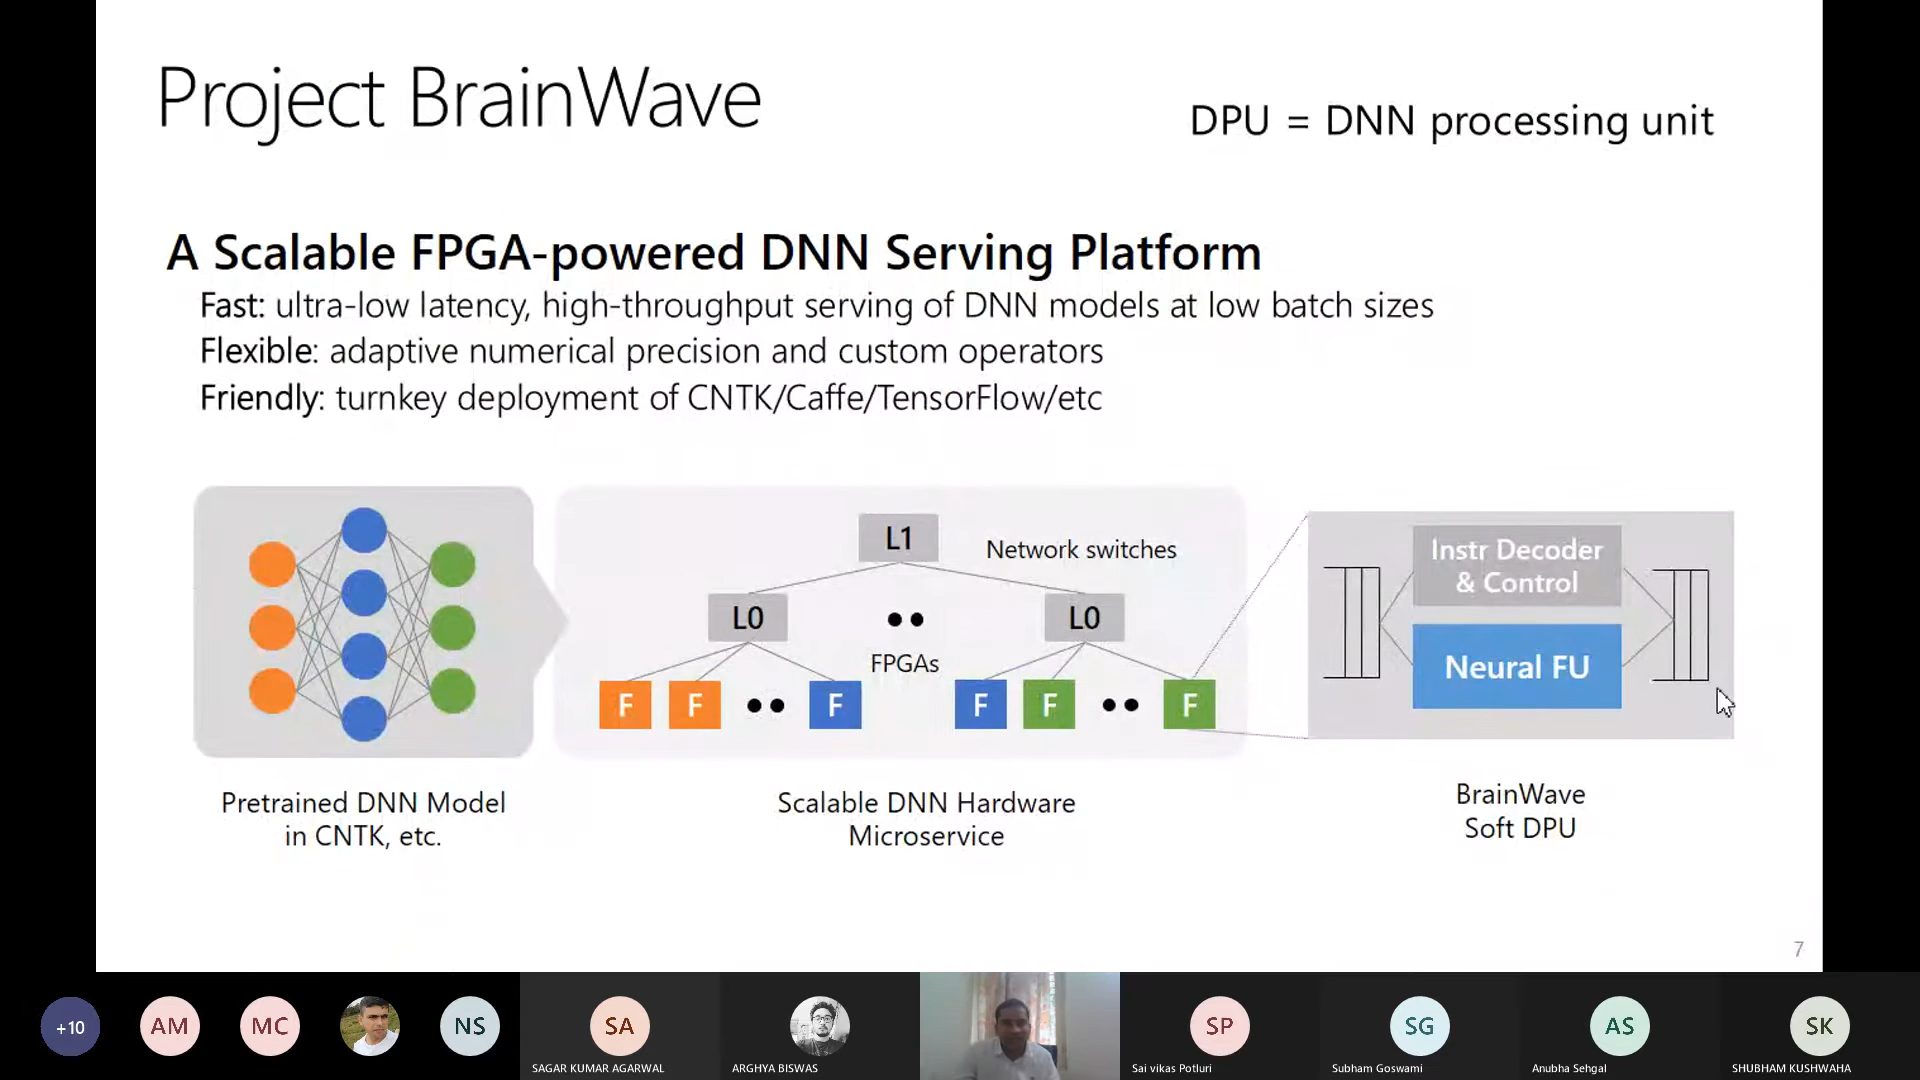 Project BrainWave
DPU = DNN processing unit
A Scalable FPGA-powered DNN Serving Platform
Fast: ultra-low latency, high-throughput serving of DNN models at low batch sizes
Flexible: adaptive numerical precision and custom operators
Friendly: turnkey deployment of CNTK/Caffe/TensorFlow/etc
L1
Network switches
L0
L0
FPGAs
F
F
F
F
F
F
Instr Decoder
& Control
Neural FU
Pretrained DNN Model
in CNTK, etc.
Scalable DNN Hardware
Microservice
BrainWave
Soft DPU
7
+10
AM
MC
NS
SA
SP
SG
AS
SK
SAGAR KUMAR AGARWAL
ARGHYA BISWAS
Sai vikas Potluri
Subham Goswami
Anubha Sehgal
SHUBHAM KUSHWAHA